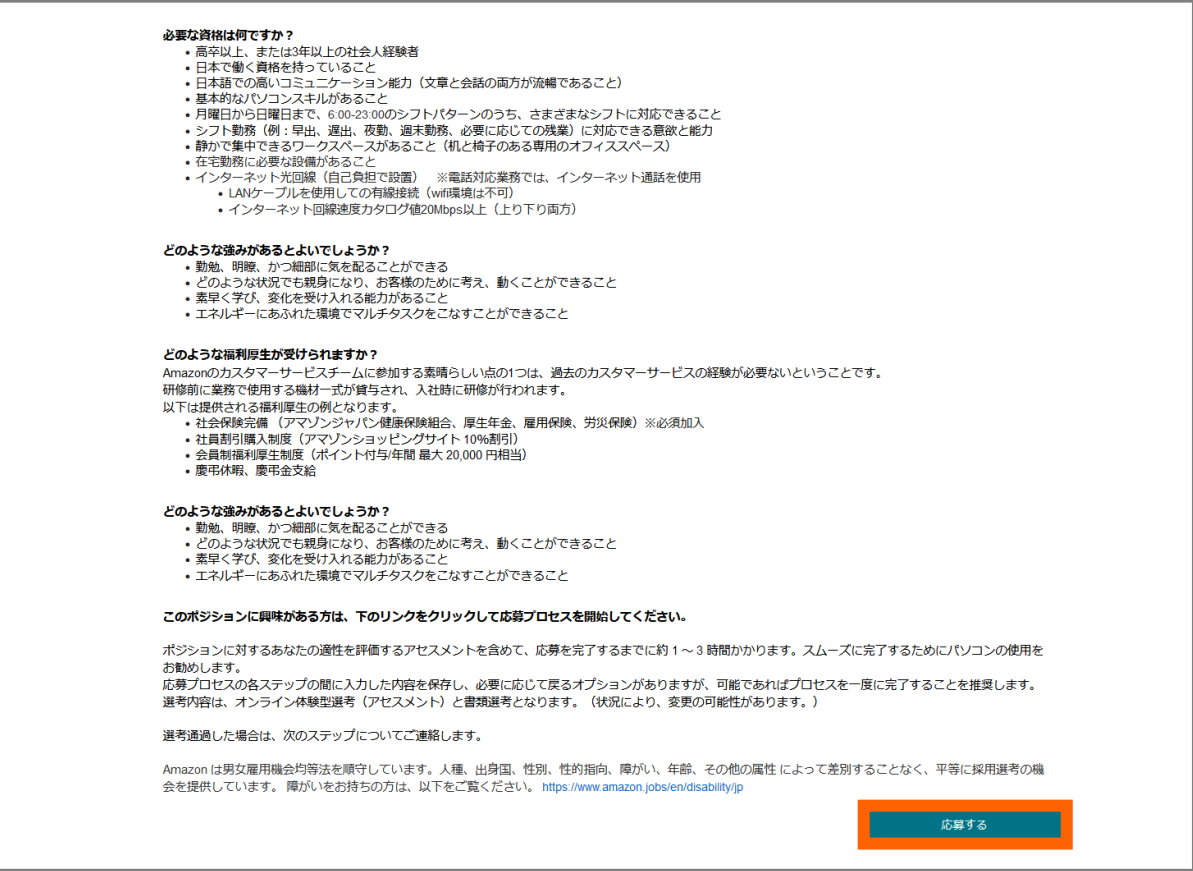 必要な資格は何ですか？
• 高卒以上、または3年以上の社会人経験者
• 日本で働く資格を持っていること
• 日本語での高いコミュニケーション能力（文章と会話の両方が流暢であること）
• 基本的なパソコンスキルがあること
• 月曜日から日曜日まで、6:00-23:00のシフトパターンのうち、さまざまなシフトに対応できること
• シフト勤務（例：早出、遅出、夜勤、週末勤務、必要に応じての残業）に対応できる意欲と能力
• 静かで集中できるワークスペースがあること（机と椅子のある専用のオフィススペース）
• 在宅勤務に必要な設備があること
• インターネット光回線（自己負担で設置）　※電話対応業務では、インターネット通話を使用
• LANケーブルを使用しての有線接続（wifi環境は不可）
• インターネット回線速度カタログ値20Mbps以上（上り下り両方）
どのような強みがあるとよいでしょうか？
• 勤勉、明瞭、かつ細部に気を配ることができる
• どのような状況でも親身になり、お客様のために考え、動くことができること
• 素早く学び、変化を受け入れる能力があること
• エネルギーにあふれた環境でマルチタスクをこなすことができること
どのような福利厚生が受けられますか？
Amazonのカスタマーサービスチームに参加する素晴らしい点の1つは、過去のカスタマーサービスの経験が必要ないということです。
研修前に業務で使用する機材一式が貸与され、入社時に研修が行われます。
以下は提供される福利厚生の例となります。
• 社会保険完備 （アマゾンジャパン健康保険組合、厚生年金、雇用保険、労災保険）※必須加入
• 社員割引購入制度（アマゾンショッピングサイト 10%割引）
• 会員制福利厚生制度（ポイント付与/年間 最大 20,000 円相当）
• 慶弔休暇、慶弔金支給
どのような強みがあるとよいでしょうか？
• 勤勉、明瞭、かつ細部に気を配ることができる
• どのような状況でも親身になり、お客様のために考え、動くことができること
• 素早く学び、変化を受け入れる能力があること
• エネルギーにあふれた環境でマルチタスクをこなすことができること
このポジションに興味がある方は、下のリンクをクリックして応募プロセスを開始してください。
ポジションに対するあなたの適性を評価するアセスメントを含めて、応募を完了するまでに約 1 ～ 3 時間かかります。スムーズに完了するためにパソコンの使用を
お勧めします。
応募プロセスの各ステップの間に入力した内容を保存し、必要に応じて戻るオプションがありますが、可能であればプロセスを一度に完了することを推奨します。
選考内容は、オンライン体験型選考（アセスメント）と書類選考となります。（状況により、変更の可能性があります。）
選考通過した場合は、次のステップについてご連絡します。
Amazon は男女雇用機会均等法を順守しています。人種、出身国、性別、性的指向、障がい、年齢、その他の属性 によって差別することなく、平等に採用選考の機
会を提供しています。 障がいをお持ちの方は、以下をご覧ください。 https://www.amazon.jobs/en/disability/jp
応募する